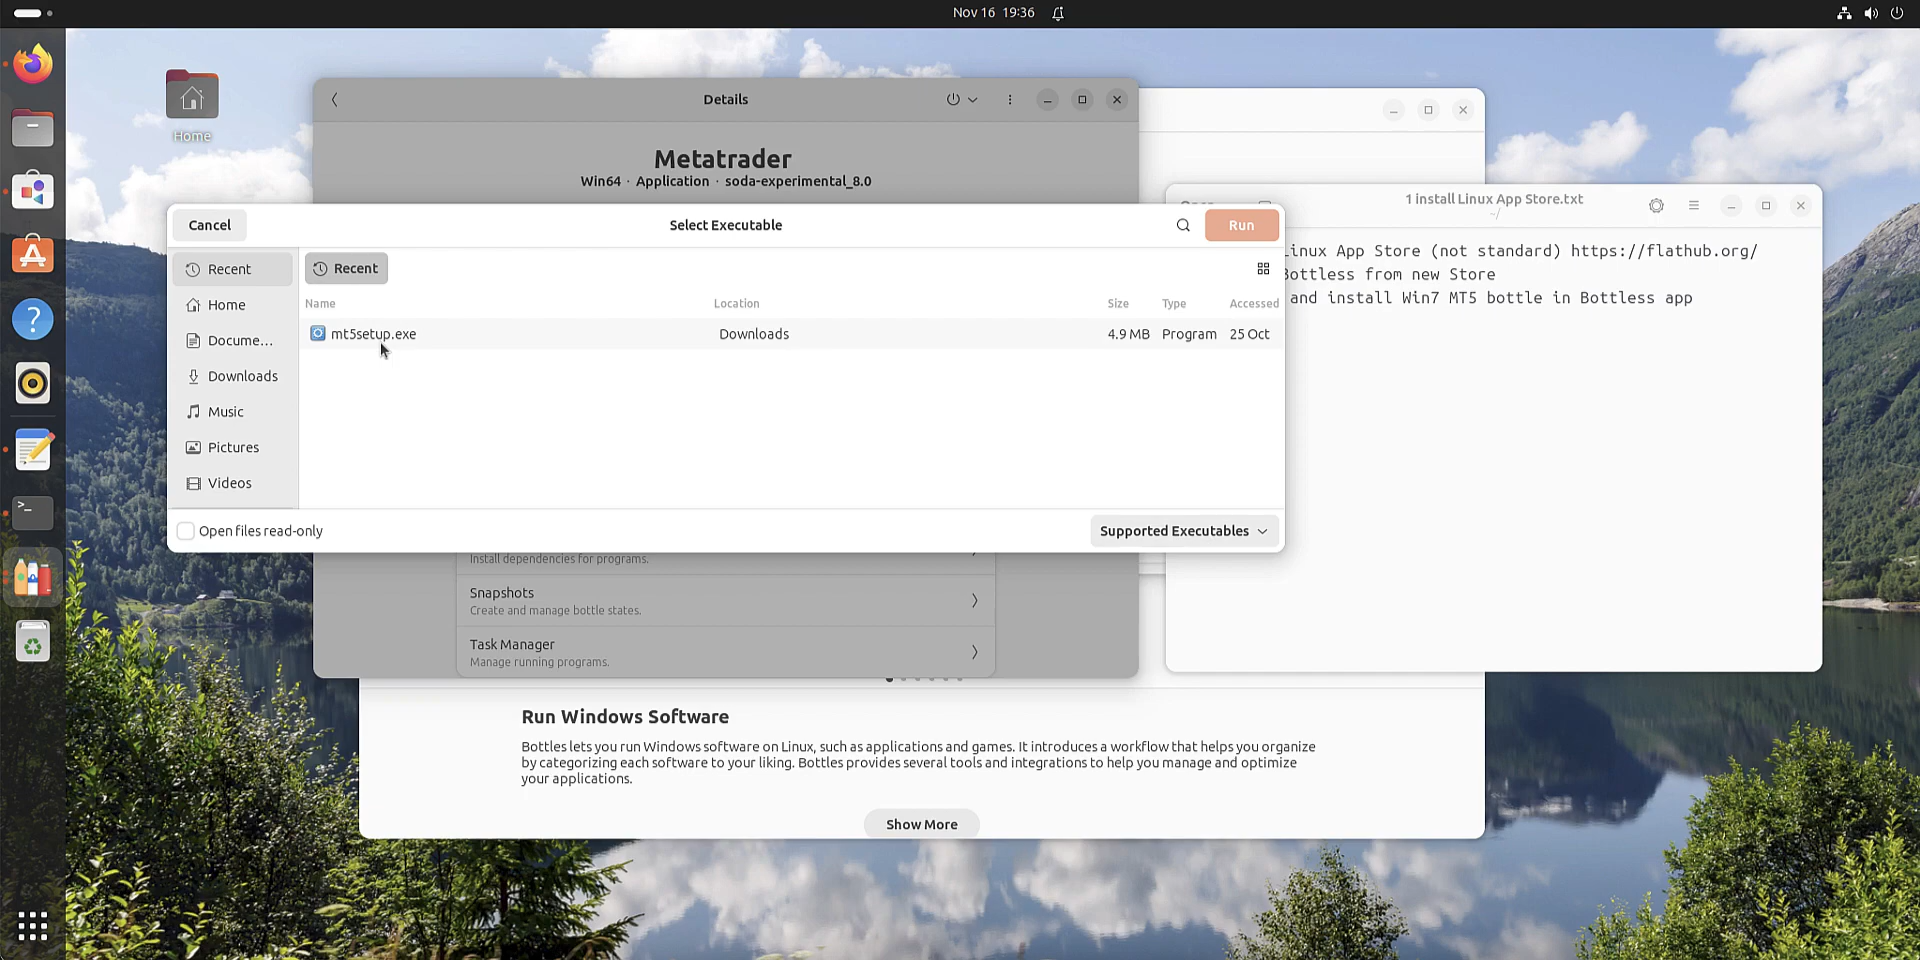 Nov 16 19:36
Home
Details
Metatrader
Win64 · Application · soda-experimental_8.0
Cancel
Select Executable
Run
Recent
Home
Docume...
Downloads
Music
Pictures
Videos
Recent
Name Location Size Type Accessed
mt5setup.exe Downloads 4.9 MB Program 25 Oct
Open files read-only
Supported Executables
Install dependencies for programs.
Snapshots
Create and manage bottle states.
Task Manager
Manage running programs.
1 install Linux App Store.txt
~/
Linux App Store (not standard) https://flathub.org/
Bottless from new Store
and install Win7 MT5 bottle in Bottless app
Run Windows Software
Bottles lets you run Windows software on Linux, such as applications and games. It introduces a workflow that helps you organize
by categorizing each software to your liking. Bottles provides several tools and integrations to help you manage and optimize
your applications.
Show More